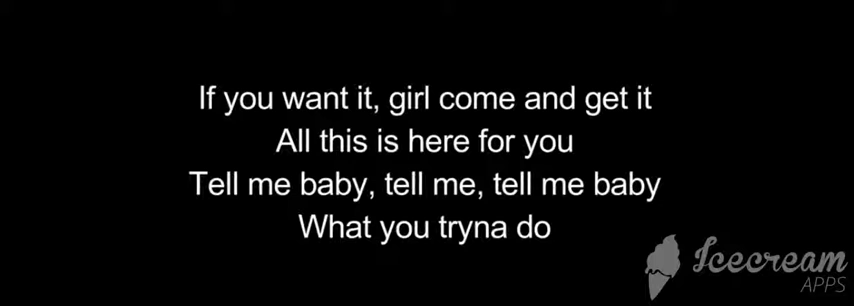 If you want it, girl come and get it
All this is here for you
Tell me baby, tell me, tell me baby
What you tryna do
Icecream
APPS